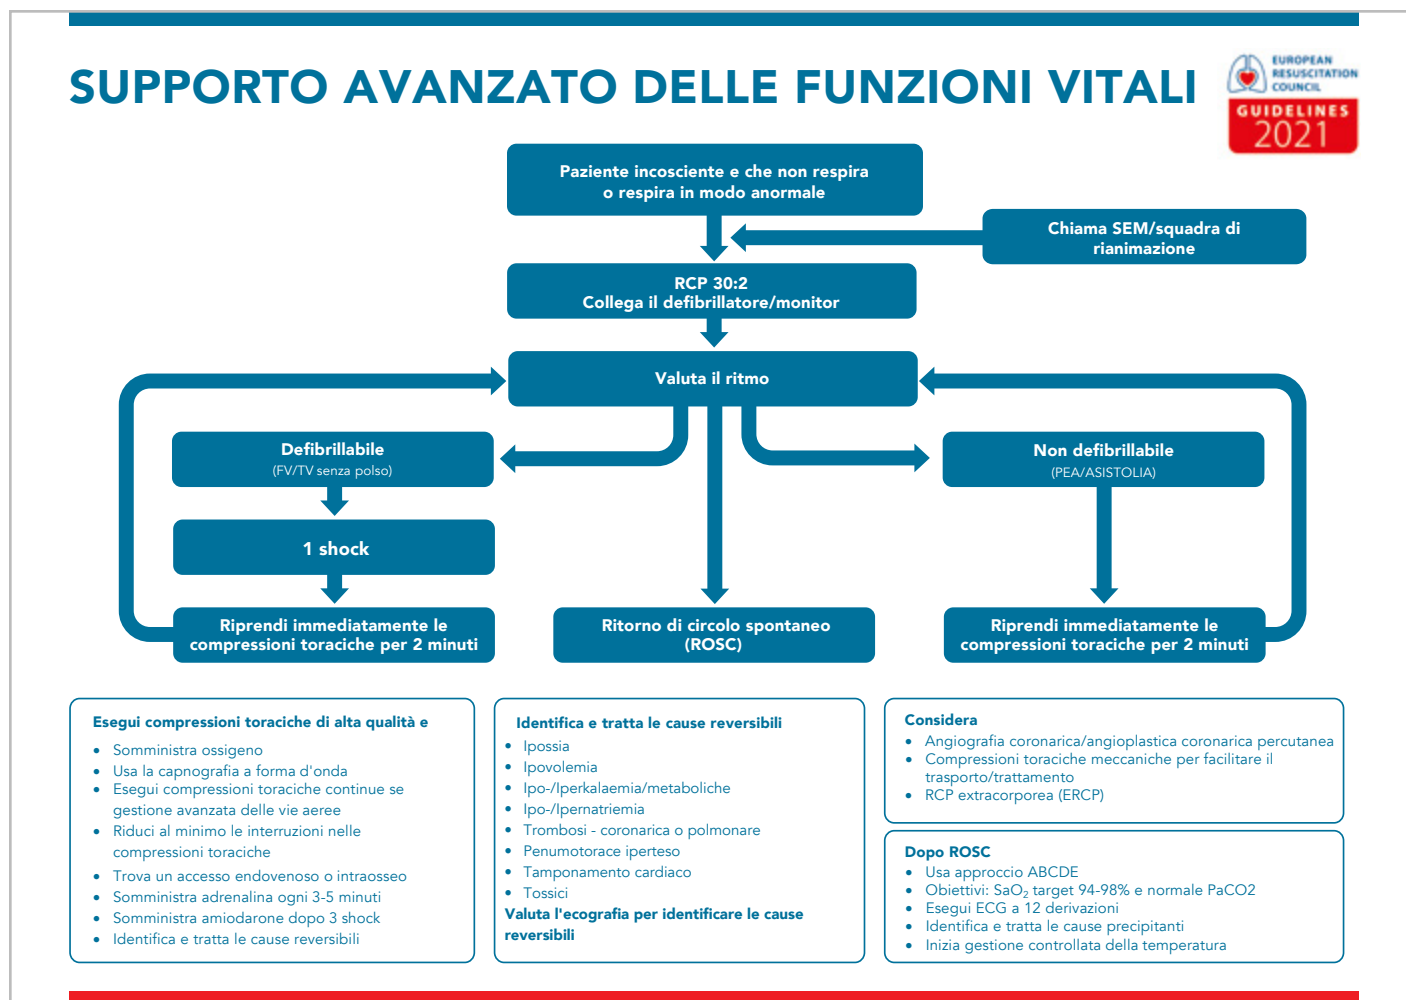 SUPPORTO AVANZATO DELLE FUNZIONI VITALI
EUROPEAN
RESUSCITATION
COUNCIL
GUIDELINES
2021
Paziente incosciente e che non respira
o respira in modo anormale
Chiama SEM/squadra di
rianimazione
RCP 30:2
Collega il defibrillatore/monitor
Valuta il ritmo
Defibrillabile
(FV/TV senza polso)
Non defibrillabile
(PEA/ASISTOLIA)
1 shock
Riprendi immediatamente le
compressioni toraciche per 2 minuti
Ritorno di circolo spontaneo
(ROSC)
Riprendi immediatamente le
compressioni toraciche per 2 minuti
Esegui compressioni toraciche di alta qualità e
• Somministra ossigeno
• Usa la capnografia a forma d'onda
• Esegui compressioni toraciche continue se
gestione avanzata delle vie aeree
• Riduci al minimo le interruzioni nelle
compressioni toraciche
• Trova un accesso endovenoso o intraosseo
• Somministra adrenalina ogni 3-5 minuti
• Somministra amiodarone dopo 3 shock
• Identifica e tratta le cause reversibili
Identifica e tratta le cause reversibili
• Ipossia
• Ipovolemia
• Ipo-/Iperkalaemia/metaboliche
• Ipo-/Ipernatriemia
• Trombosi - coronarica o polmonare
• Penumotorace iperteso
• Tamponamento cardiaco
• Tossici
Valuta l'ecografia per identificare le cause
reversibili
Considera
• Angiografia coronarica/angioplastica coronarica percutanea
• Compressioni toraciche meccaniche per facilitare il
trasporto/trattamento
• RCP extracorporea (ERCP)
Dopo ROSC
• Usa approccio ABCDE
• Obiettivi: SaO₂ target 94-98% e normale PaCO2
• Esegui ECG a 12 derivazioni
• Identifica e tratta le cause precipitanti
• Inizia gestione controllata della temperatura